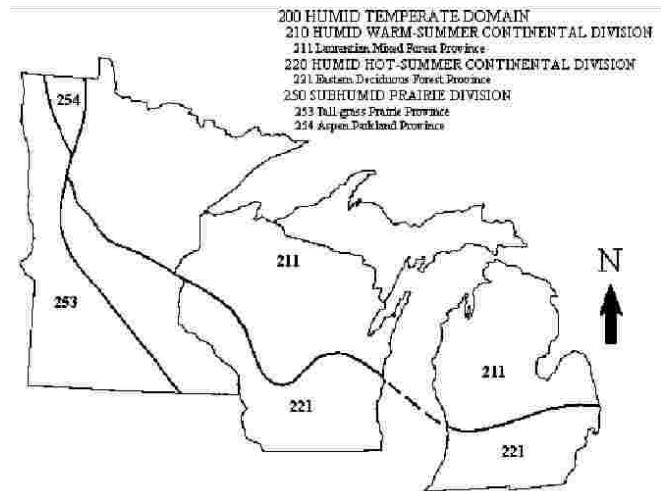 200 HUMID TEMPERATE DOMAIN
210 HUMID WARM-SUMMER CONTINENTAL DIVISION
211 Laurentian Mixed Forest Province
220 HUMID HOT-SUMMER CONTINENTAL DIVISION
221 Eastern Deciduous Forest Province
250 SUBHUMID PRAIRIE DIVISION
253 Tall-grass Prairie Province
254 Aspen Parkland Province
254
211
N
253
211
221
221